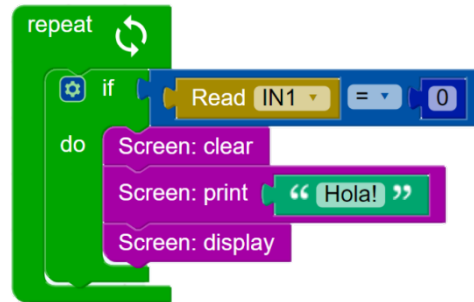 repeat
if Read IN1 = 0
do Screen: clear
Screen: print “ Hola! ”
Screen: display